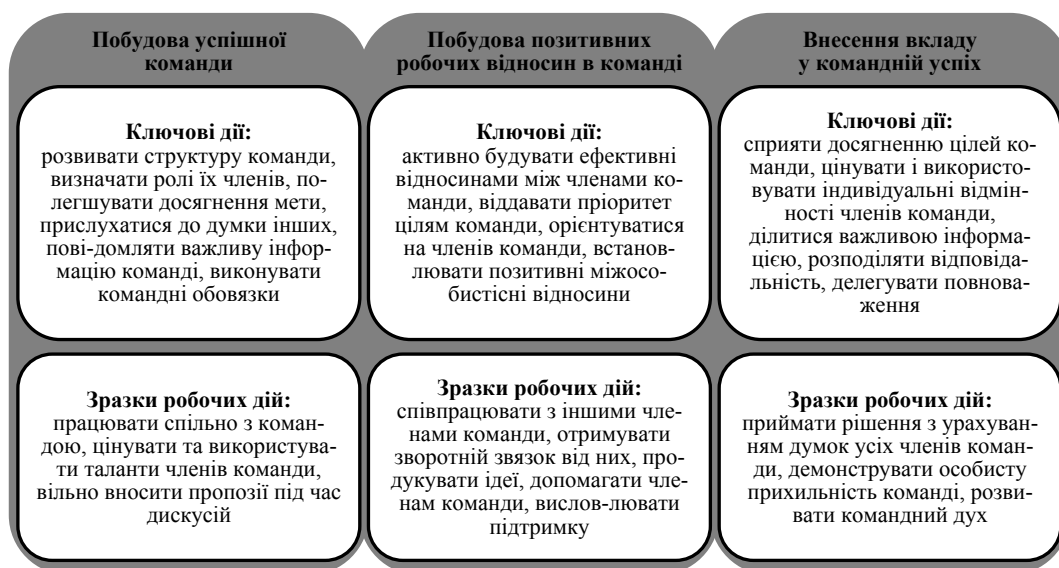 Побудова успішної
команди
Ключові дії:
розвивати структуру команди,
визначати ролі їх членів, по-
легшувати досягнення мети,
прислухатися до думки інших,
пові-домляти важливу інфор-
мацію команді, виконувати
командні обовязки
Зразки робочих дій:
працювати спільно з коман-
дою, цінувати та використува-
ти таланти членів команди,
вільно вносити пропозії під час
дискусій
Побудова позитивних
робочих відносин в команді
Ключові дії:
активно будувати ефективні
відносинами між членами ко-
манди, віддавати пріоритет
цілям команди, орієнтуватися
на членів команди, встанов-
лювати позитивні міжосо-
бистісні відносини
Зразки робочих дій:
співпрацювати з іншими чле-
нами команди, отримувати
зворотній звязок від них, про-
дукувати ідеї, допомагати чле-
нам команди, вислов-лювати
підтримку
Внесення вкладу
у командній успіх
Ключові дії:
сприяти досягненню цілей ко-
манди, цінувати і використо-
вувати індивідуальні відмін-
ності членів команди,
ділитися важливою інформа-
цією, розподіляти відповідь-
альність, делегувати повнова-
ження
Зразки робочих дій:
приймати рішення з урахуван-
ням думок усіх членів коман-
ди, демонструвати особисту
прихильність команді, розви-
вати командний дух